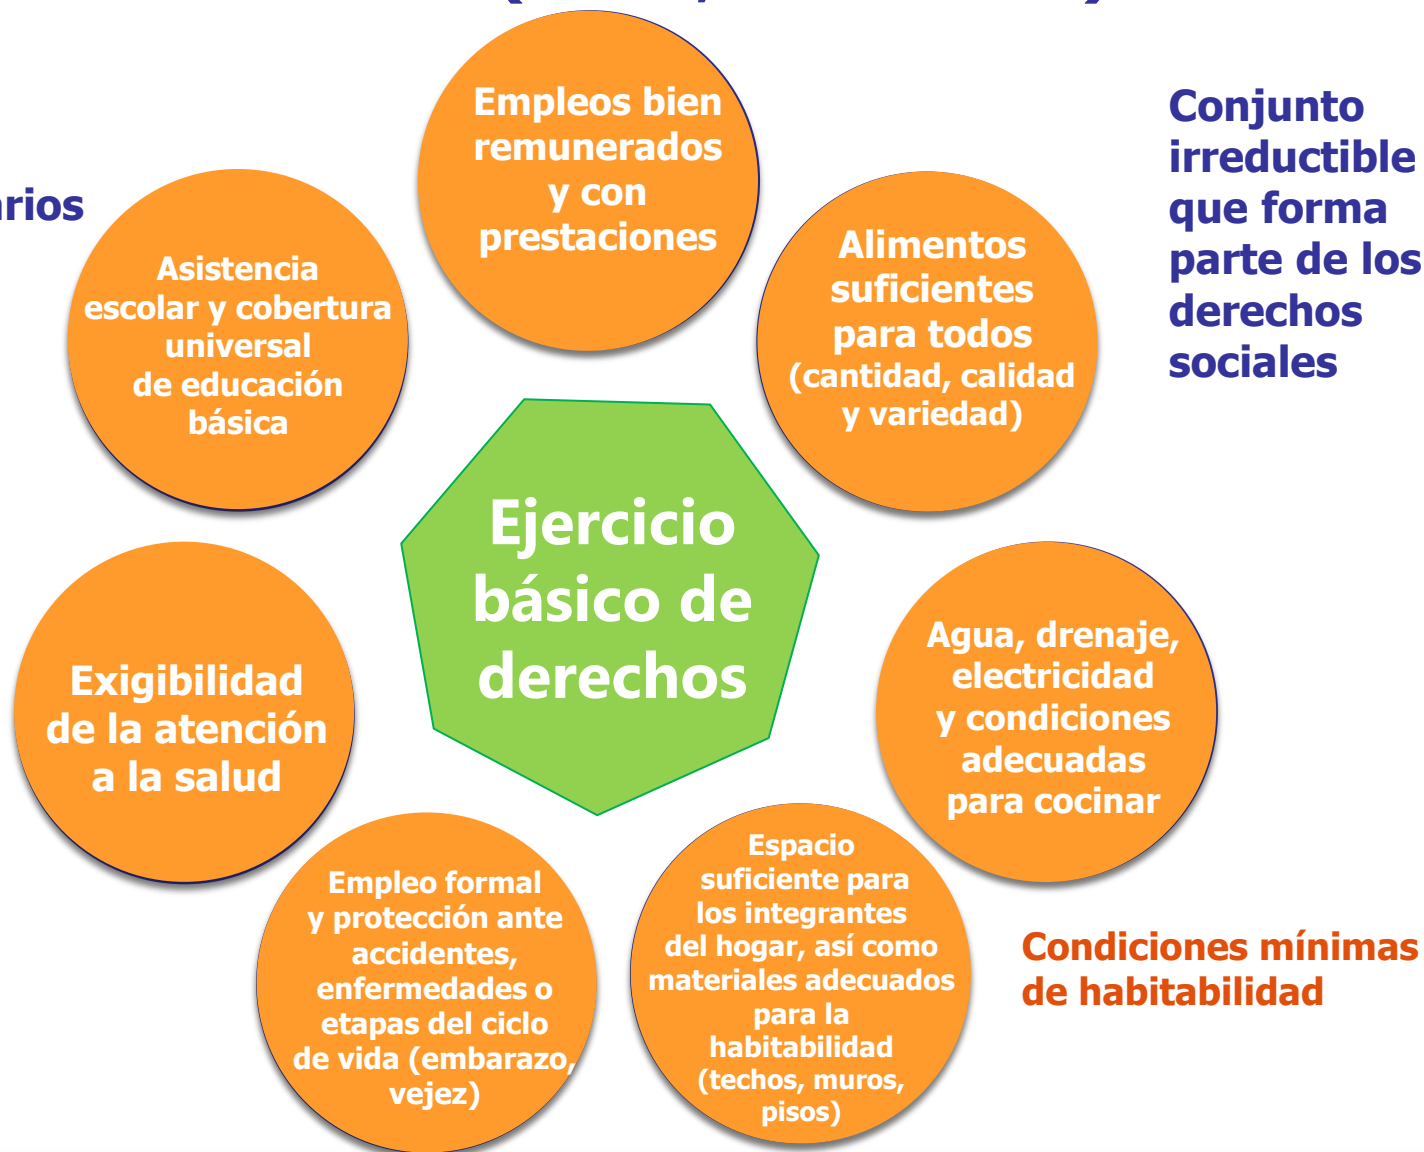 Empleos bien
remunerados
y con
prestaciones
Conjunto
irreductible
que forma
parte de los
derechos
sociales
Asistencia
escolar y cobertura
universal
de educación
básica
Alimentos
suficientes
para todos
(cantidad, calidad
y variedad)
Ejercicio
básico de
derechos
Exigibilidad
de la atención
a la salud
Agua, drenaje,
electricidad
y condiciones
adecuadas
para cocinar
Empleo formal
y protección ante
accidentes,
enfermedades o
etapas del ciclo
de vida (embarazo,
vejez)
Espacio
suficiente para
los integrantes
del hogar, así como
materiales adecuados
para la
habitabilidad
(techos, muros,
pisos)
Condiciones mínimas
de habitabilidad